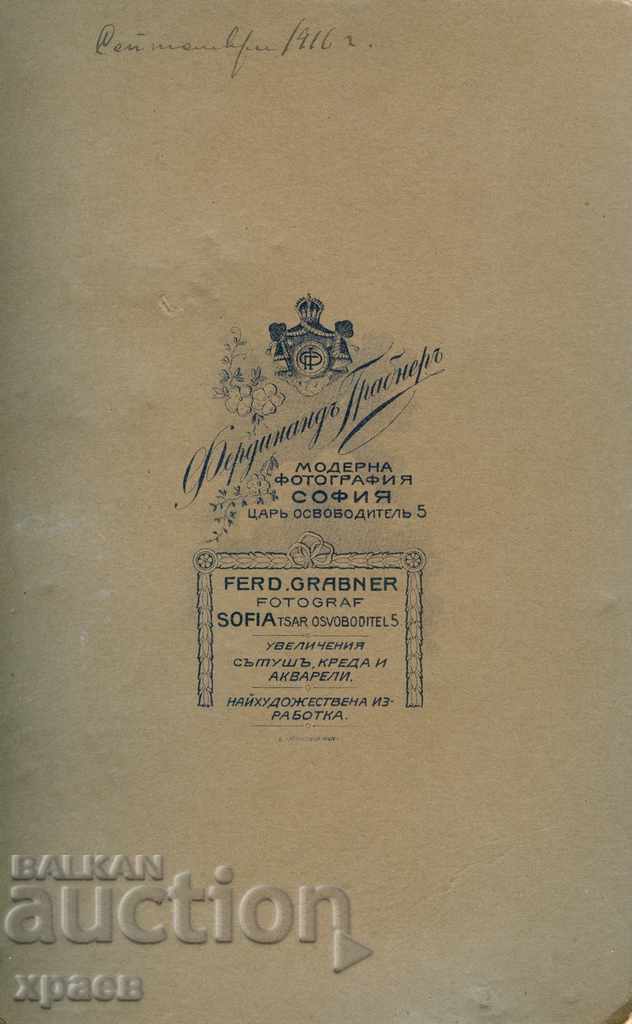 Септемврий 1916 г.
Фердинандъ Грабнеръ
МОДЕРНА
ФОТОГРАФИЯ
СОФИЯ
ЦАРЬ ОСВОБОДИТЕЛЬ 5
FERD. GRABNER
FOTOGRAF
SOFIA TSAR OSVOBODITEL 5.
УВЕЛИЧЕНИЯ
СЪТУШЪ, КРЕДА И
АКВАРЕЛИ.
НАЙХУДОЖЕСТВЕНА ИЗ-
РАБОТКА.
BALKAN
auction
храев